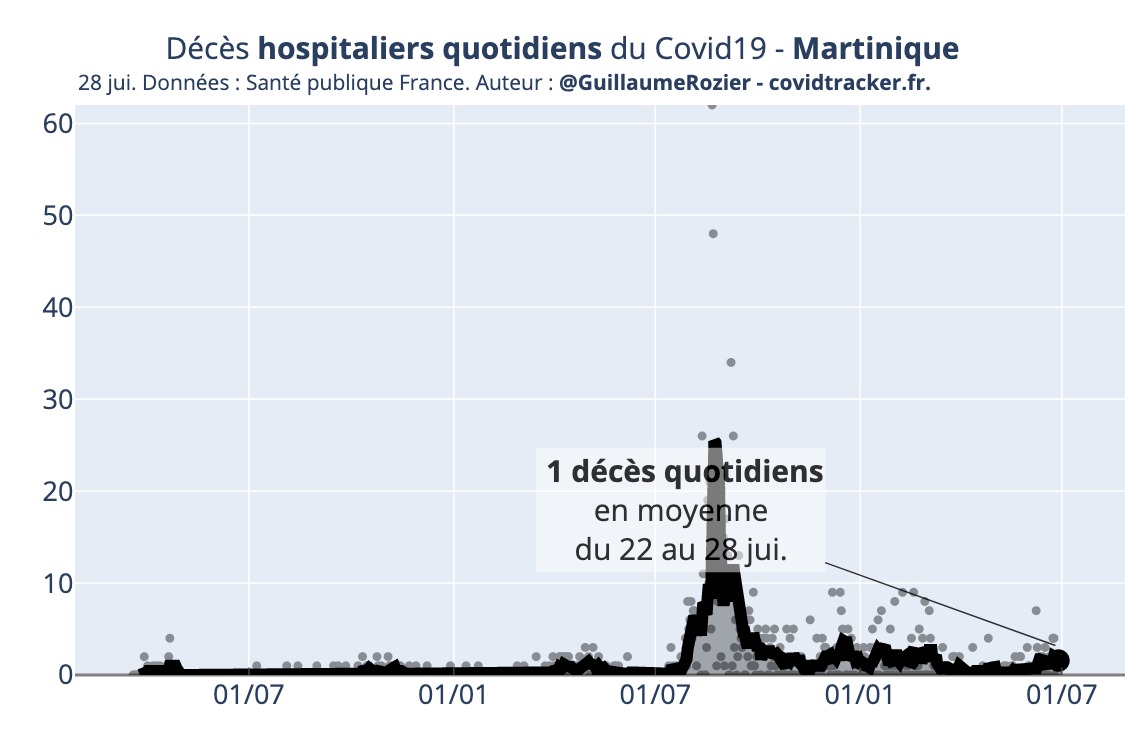 Décès hospitaliers quotidiens du Covid19 - Martinique
28 jui. Données : Santé publique France. Auteur : @GuillaumeRozier - covidtracker.fr.
60
50
40
30
20
10
0
1 décès quotidiens
en moyenne
du 22 au 28 jui.
01/07 01/01 01/07 01/01 01/07